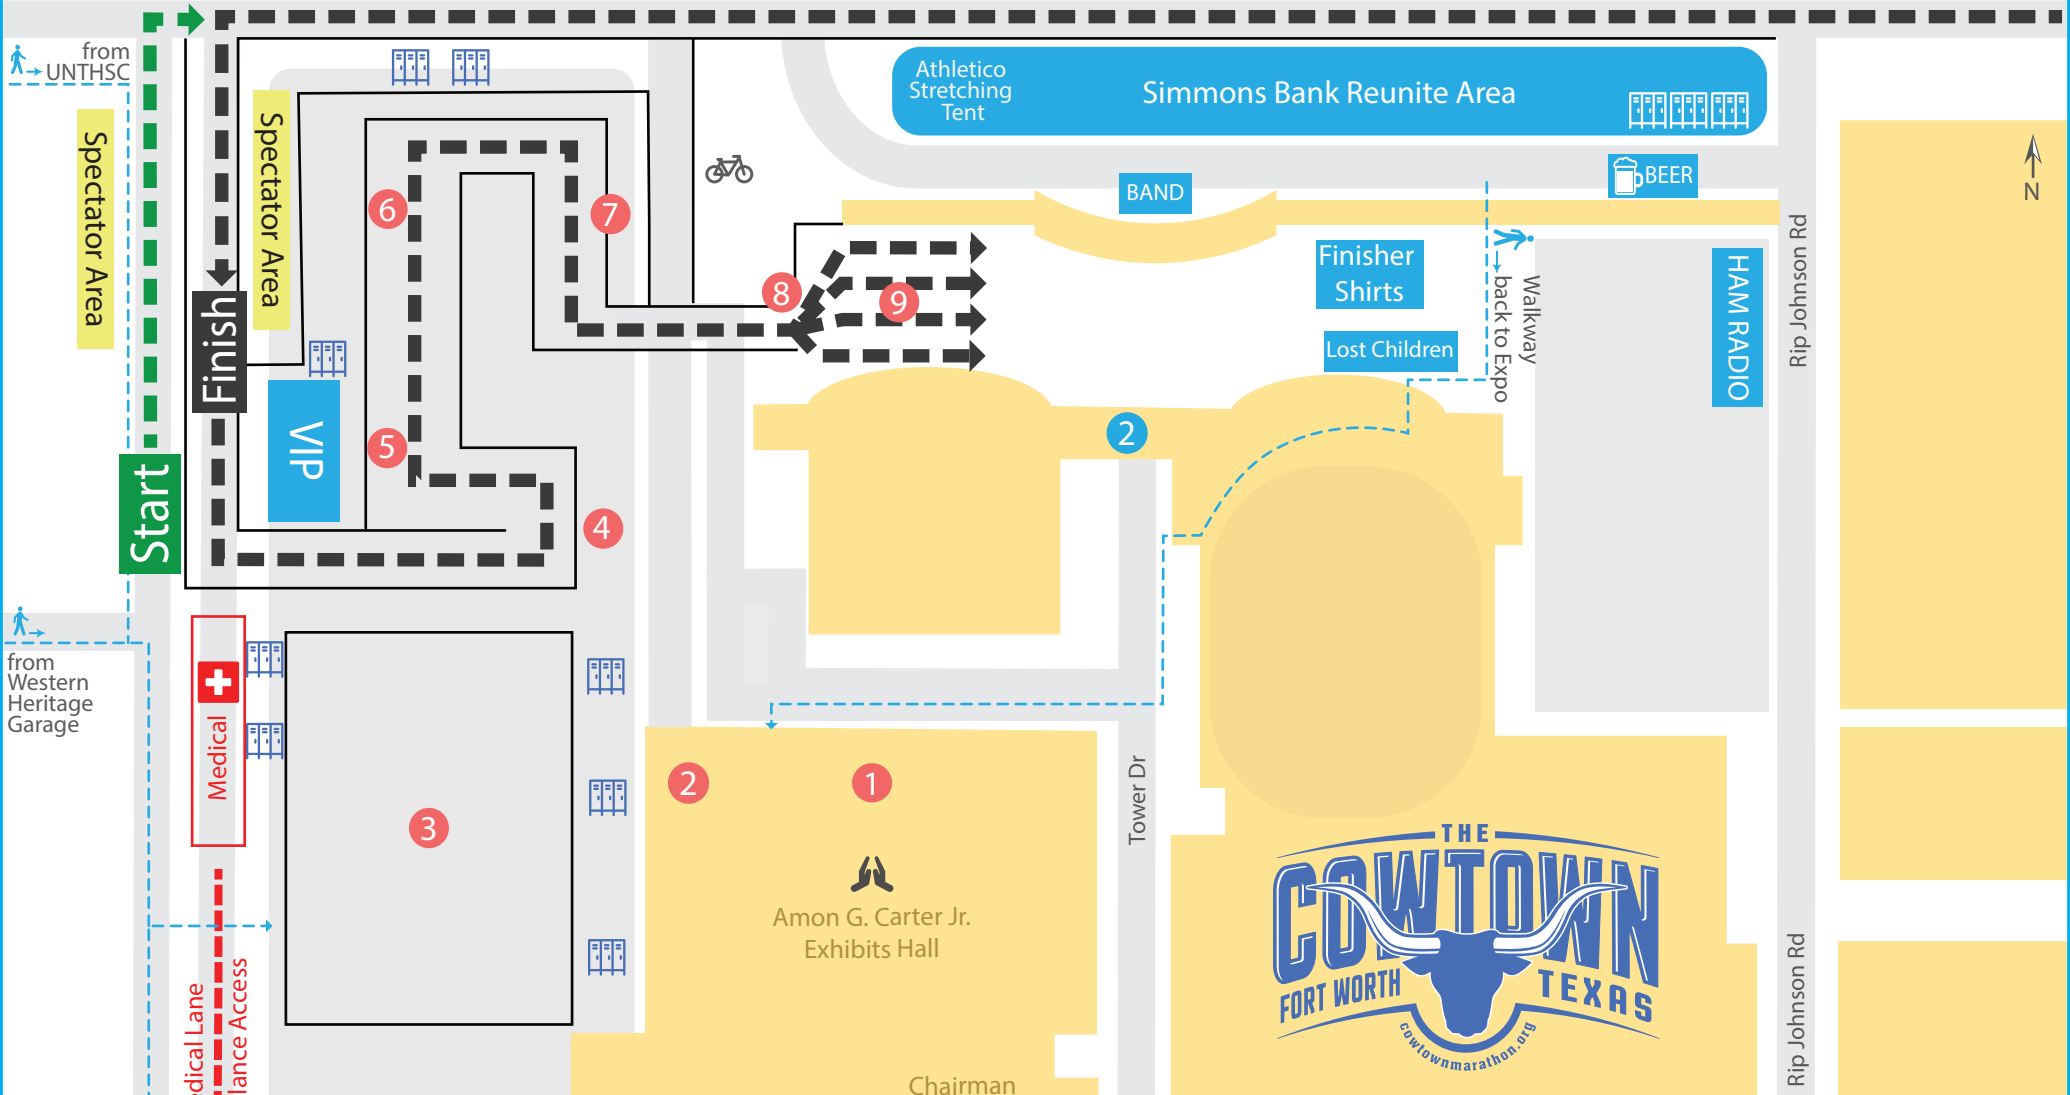 from
UNTHSC
Spectator Area
Spectator Area
Athletico
Stretching
Tent
Simmons Bank Reunite Area
BEER
BAND
N
6
7
8
9
Finisher
Shirts
Lost Children
Walkway
back to Expo
HAM RADIO
Rip Johnson Rd
Finish
VIP
5
4
2
Start
from
Western
Heritage
Garage
Medical
3
2
1
Amon G. Carter Jr.
Exhibits Hall
Tower Dr
THE
COWTOWN
FORT WORTH
TEXAS
cowtownmarathon.org
Rip Johnson Rd
edical Lane
lance Access
Chairman